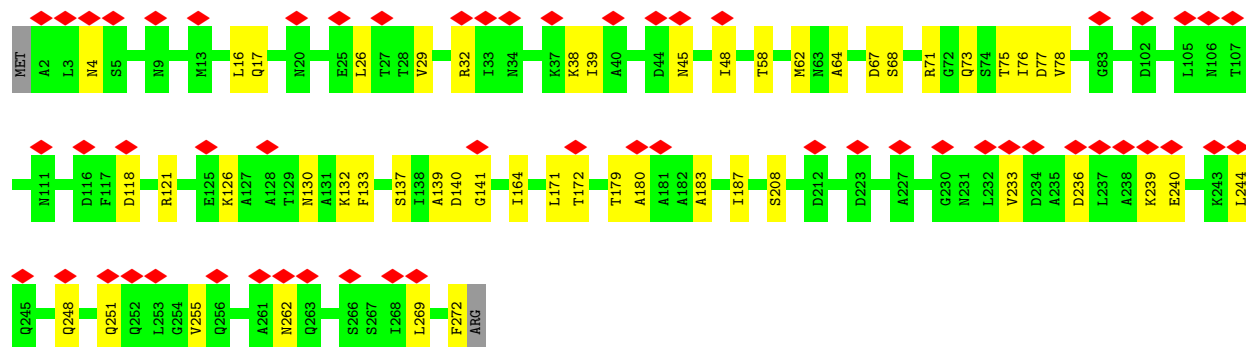 MET A2 L3 N4 S5 N9 M13 L16 Q17 N20 E25 L26 T27 T28 V29 R32 I33 N34 K37 K38 I39 A40 D44 N45 I48 T58 M62 N63 A64 D67 S68 R71 G72 Q73 S74 T75 I76 D77 V78 G83 D102 L105 N106 T107
N111 D116 F117 D118 R121 E125 K126 A127 A128 T129 N130 A131 K132 F133 S137 I138 A139 D140 G141 I164 L171 T172 T179 A180 A181 A182 A183 I187 S208 D212 D223 A227 G230 N231 L232 V233 D234 A235 D236 L237 A238 K239 E240 K243 L244
Q245 Q248 Q251 Q252 L253 G254 V255 Q256 A261 N262 Q263 S266 S267 I268 L269 F272 ARG